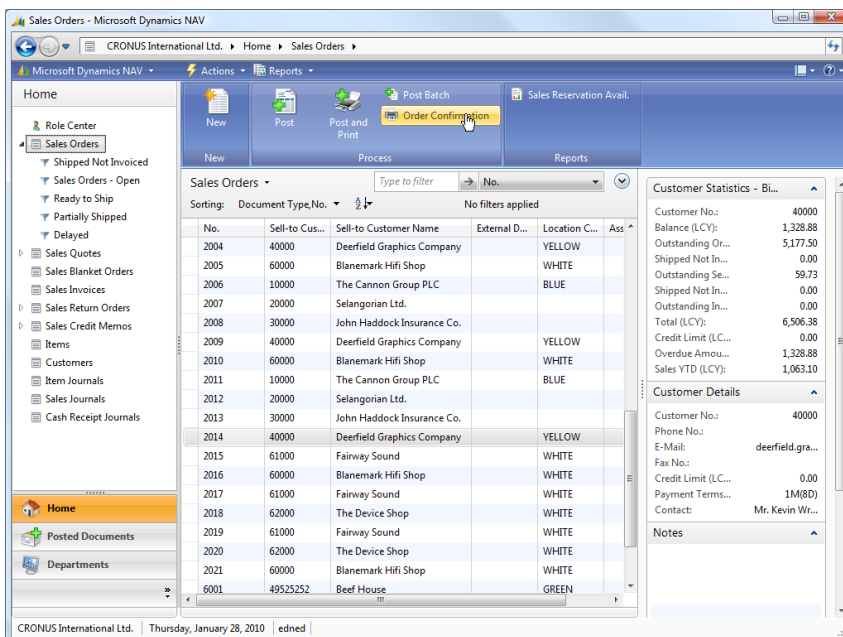 Sales Orders - Microsoft Dynamics NAV
CRONUS International Ltd. Home Sales Orders
Microsoft Dynamics NAV Actions Reports
Home
Role Center
Sales Orders
Shipped Not Invoiced
Sales Orders - Open
Ready to Ship
Partially Shipped
Delayed
Sales Quotes
Sales Blanket Orders
Sales Invoices
Sales Return Orders
Sales Credit Memos
Items
Customers
Item Journals
Sales Journals
Cash Receipt Journals
Home
Posted Documents
Departments
New
Post
Post and
Print
Post Batch
Order Confirmation
Sales Reservation Avail.
New
Process
Reports
Sales Orders Type to filter No.
Sorting: Document Type,No. No filters applied
No. Sell-to Cus... Sell-to Customer Name External D... Location C... Ass
2004 40000 Deerfield Graphics Company YELLOW
2005 60000 Blanemark Hifi Shop WHITE
2006 10000 The Cannon Group PLC BLUE
2007 20000 Selangorian Ltd.
2008 30000 John Haddock Insurance Co.
2009 40000 Deerfield Graphics Company YELLOW
2010 60000 Blanemark Hifi Shop WHITE
2011 10000 The Cannon Group PLC BLUE
2012 20000 Selangorian Ltd.
2013 30000 John Haddock Insurance Co.
2014 40000 Deerfield Graphics Company YELLOW
2015 61000 Fairway Sound WHITE
2016 60000 Blanemark Hifi Shop WHITE
2017 61000 Fairway Sound WHITE
2018 62000 The Device Shop WHITE
2019 61000 Fairway Sound WHITE
2020 62000 The Device Shop WHITE
2021 60000 Blanemark Hifi Shop WHITE
6001 49525252 Beef House GREEN
Customer Statistics - Bi...
Customer No.: 40000
Balance (LCY): 1,328.88
Outstanding Or... 5,177.50
Shipped Not In... 0.00
Outstanding Se... 59.73
Shipped Not In... 0.00
Outstanding In... 0.00
Total (LCY): 6,506.38
Credit Limit (LC... 0.00
Overdue Amou... 1,328.88
Sales YTD (LCY): 1,063.10
Customer Details
Customer No.: 40000
Phone No.:
E-Mail: deerfield.gra...
Fax No.:
Credit Limit (LC... 0.00
Payment Terms... 1M(8D)
Contact: Mr. Kevin Wr...
Notes
CRONUS International Ltd. Thursday, January 28, 2010 edned